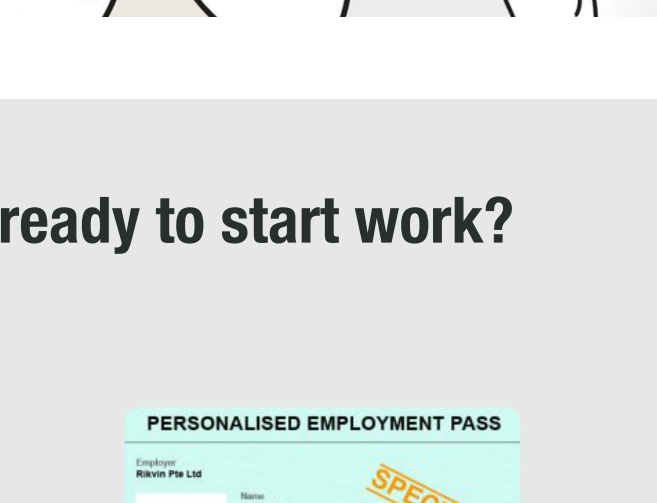 ready to start work?
PERSONALISED EMPLOYMENT PASS
Employer
Rikvin Pte Ltd
Name